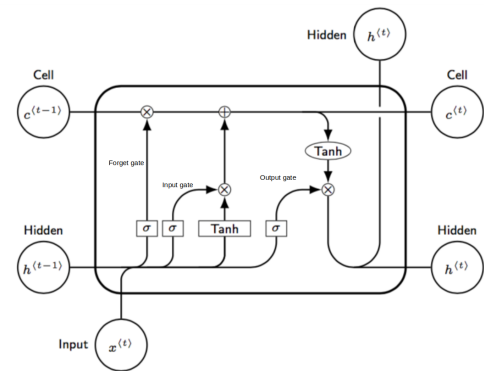 Hidden
h⟨t⟩
Cell
Cell
c⟨t−1⟩
×
+
c⟨t⟩
Tanh
Forget gate
Input gate
Output gate
×
×
Hidden
σ
σ
Tanh
σ
Hidden
h⟨t−1⟩
h⟨t⟩
Input
x⟨t⟩